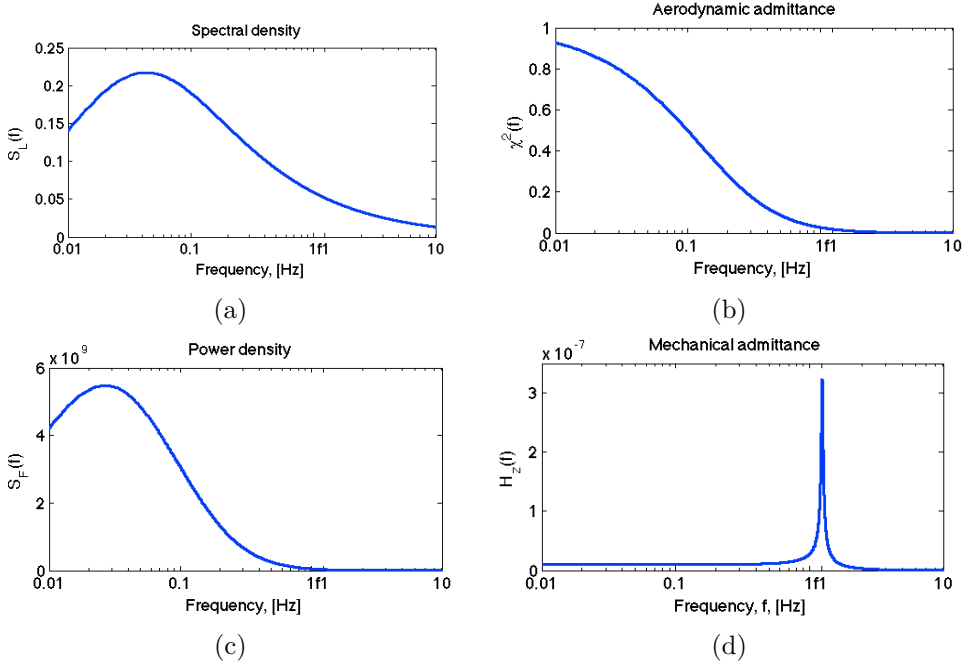 Spectral density
0.25
0.2
0.15
0.1
0.05
0
S_L(f)
0.01 0.1 1f1 10
Frequency, [Hz]
(a)
Aerodynamic admittance
1
0.8
0.6
0.4
0.2
0
χ²(f)
0.01 0.1 1f1 10
Frequency, [Hz]
(b)
Power density
x 10⁹
6
4
2
0
S_F(f)
0.01 0.1 1f1 10
Frequency, [Hz]
(c)
Mechanical admittance
x 10⁻⁷
3
2
1
0
H_z(f)
0.01 0.1 1f1 10
Frequency, f, [Hz]
(d)